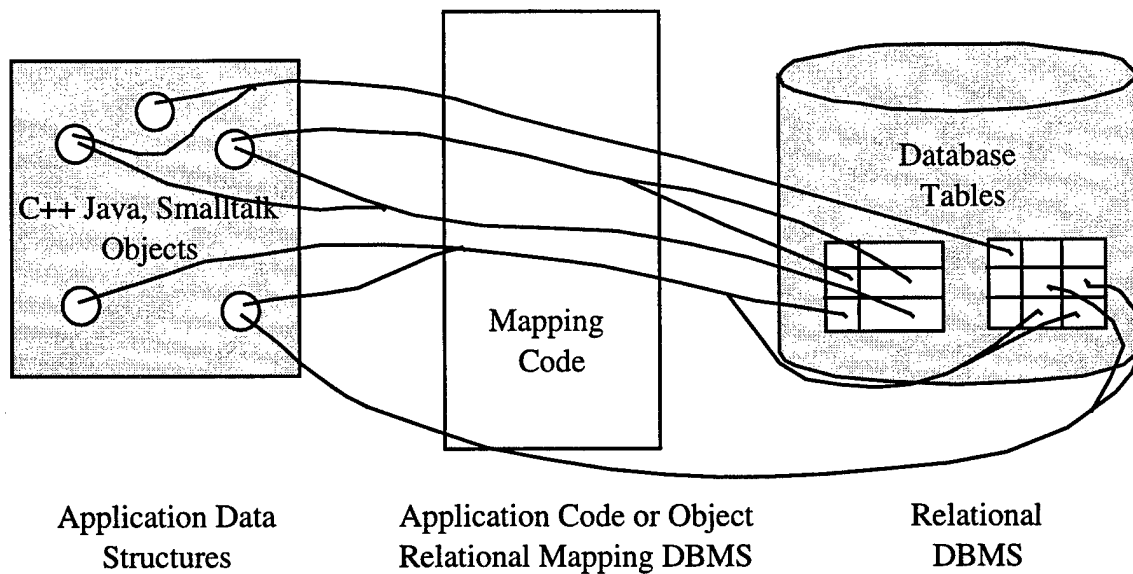 C++ Java, Smalltalk
Objects
Mapping
Code
Database
Tables
Application Data
Structures
Application Code or Object
Relational Mapping DBMS
Relational
DBMS